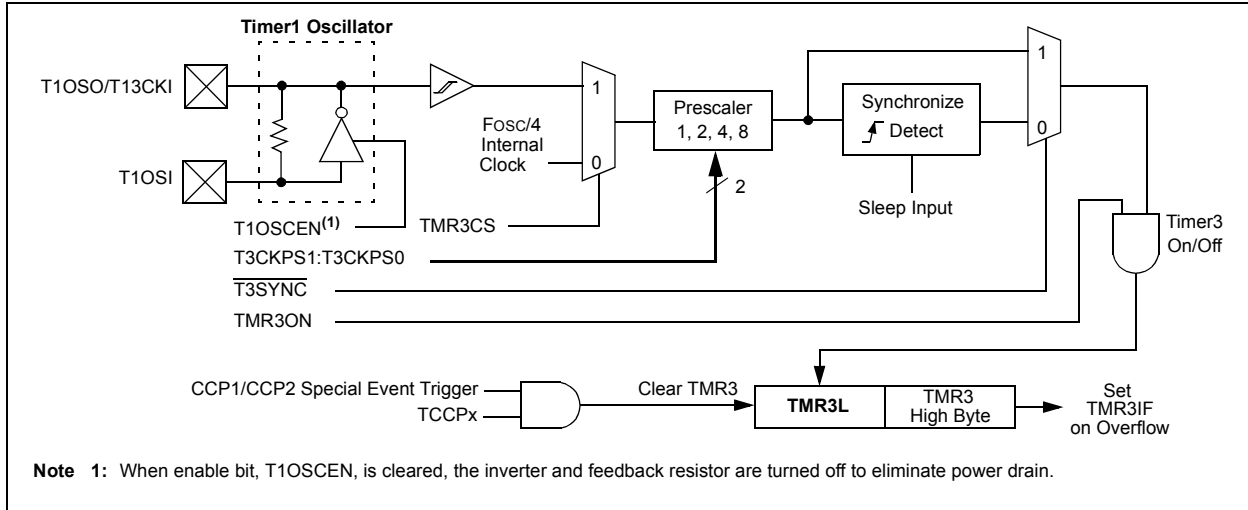 Timer1 Oscillator
T1OSO/T13CKI
T1OSI
1
FOSC/4
Internal
Clock
0
Prescaler
1, 2, 4, 8
2
Synchronize
Detect
Sleep Input
1
0
Timer3
On/Off
T1OSCEN(1)
TMR3CS
T3CKPS1:T3CKPS0
T3SYNC
TMR3ON
CCP1/CCP2 Special Event Trigger
TCCPx
Clear TMR3
TMR3L
TMR3
High Byte
Set
TMR3IF
on Overflow
Note 1: When enable bit, T1OSCEN, is cleared, the inverter and feedback resistor are turned off to eliminate power drain.